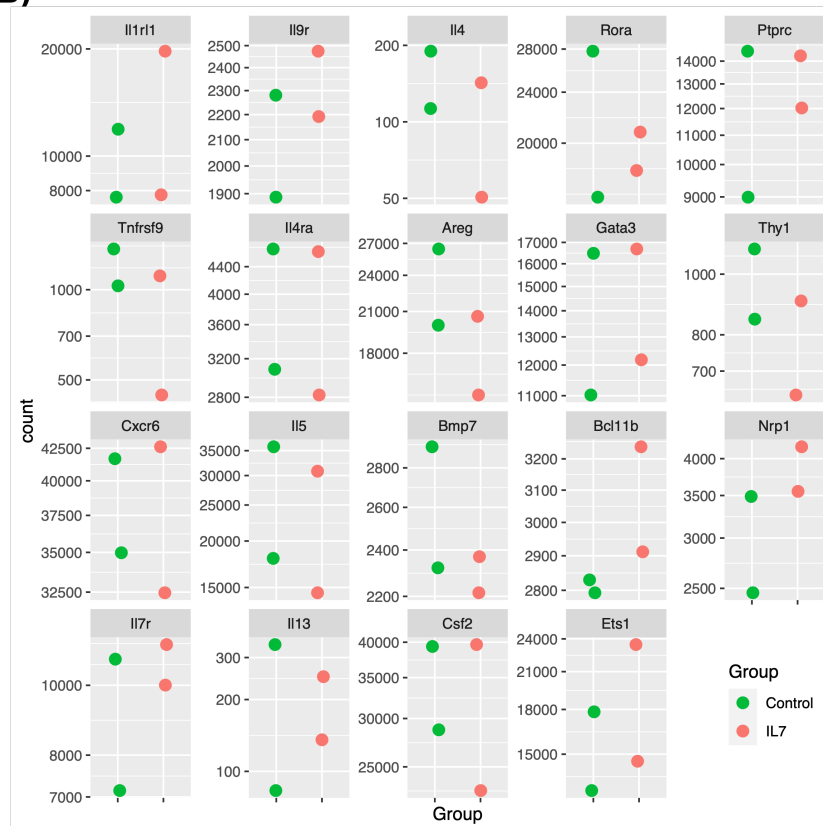 Il1rl1 Il9r Il4 Rora Ptprc
20000 10000 8000
2500 2400 2300 2200 2100 2000 1900
200 100 50
28000 24000 20000
14000 13000 12000 11000 10000 9000
Tnfrsf9 Il4ra Areg Gata3 Thy1
1000 700 500
4400 4000 3600 3200 2800
27000 24000 21000 18000
17000 16000 15000 14000 13000 12000 11000
1000 800 700
count
Cxcr6 Il5 Bmp7 Bcl11b Nrp1
42500 40000 37500 35000 32500
35000 30000 25000 20000 15000
2800 2600 2400 2200
3200 3100 3000 2900 2800
4000 3500 3000 2500
Il7r Il13 Csf2 Ets1
10000 8000 7000
300 200 100
40000 35000 30000 25000
24000 21000 18000 15000
Group
Control
IL7
Group